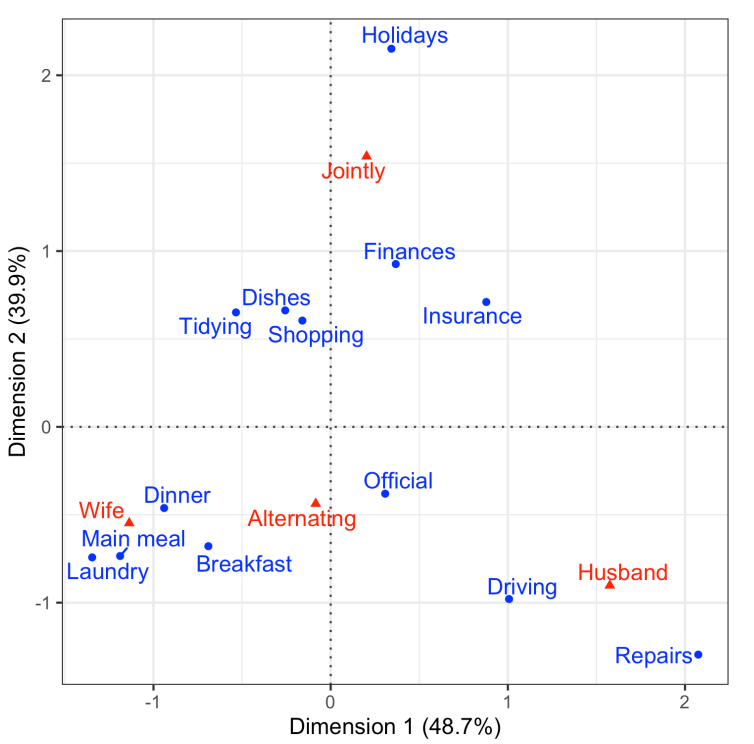 Holidays
2
Jointly
Finances
1
Dishes
Insurance
Tidying
Shopping
Dimension 2 (39.9%)
0
Official
Dinner
Wife
Alternating
Main meal
Breakfast
Laundry
Husband
Driving
-1
Repairs
-1
0
1
2
Dimension 1 (48.7%)